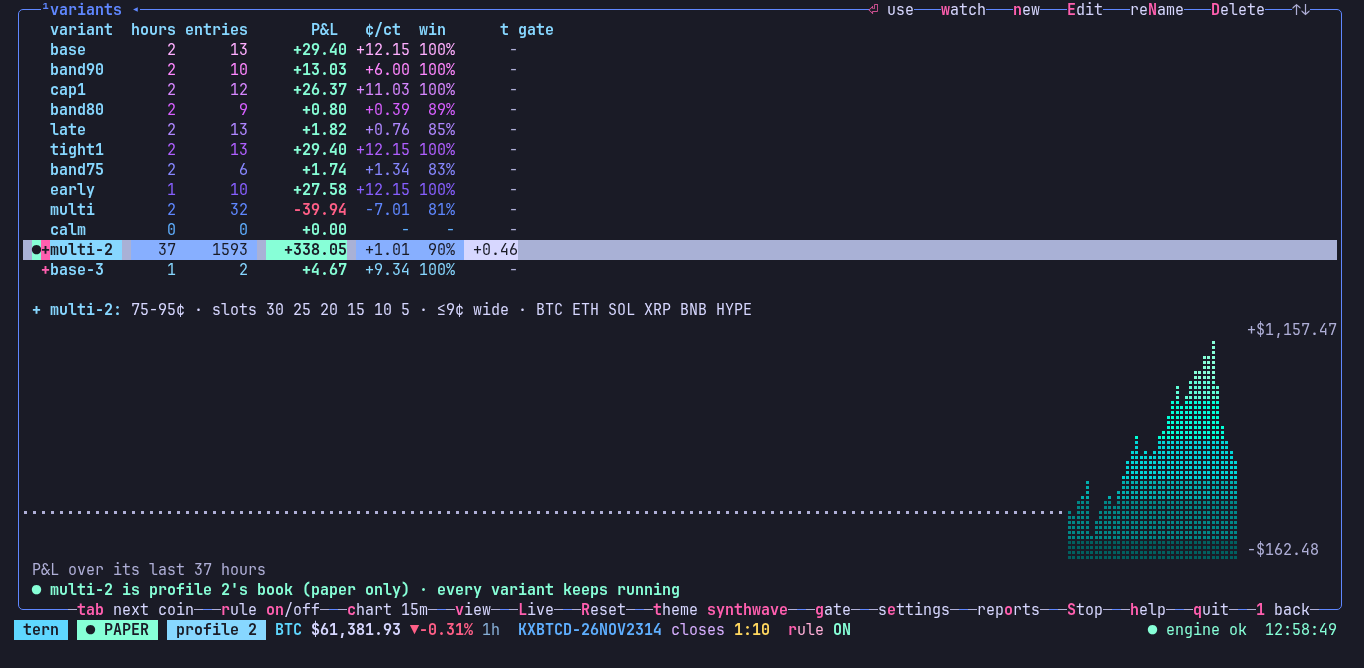 ¹variants ◂ ⏎ use watch new Edit reName Delete ↑↓
variant hours entries P&L ¢/ct win t gate
base 2 13 +29.40 +12.15 100% -
band90 2 10 +13.03 +6.00 100% -
cap1 2 12 +26.37 +11.03 100% -
band80 2 9 +0.80 +0.39 89% -
late 2 13 +1.82 +0.76 85% -
tight1 2 13 +29.40 +12.15 100% -
band75 2 6 +1.74 +1.34 83% -
early 1 10 +27.58 +12.15 100% -
multi 2 32 -39.94 -7.01 81% -
calm 0 0 +0.00 - - -
●+multi-2 37 1593 +338.05 +1.01 90% +0.46
+base-3 1 2 +4.67 +9.34 100% -
+ multi-2: 75-95¢ · slots 30 25 20 15 10 5 · ≤9¢ wide · BTC ETH SOL XRP BNB HYPE
+$1,157.47
-$162.48
P&L over its last 37 hours
● multi-2 is profile 2's book (paper only) · every variant keeps running
tab next coin rule on/off chart 15m view Live Reset theme synthwave gate settings reports Stop help quit 1 back
tern ● PAPER profile 2 BTC $61,381.93 ▼-0.31% 1h KXBTCD-26NOV2314 closes 1:10 rule ON ● engine ok 12:58:49